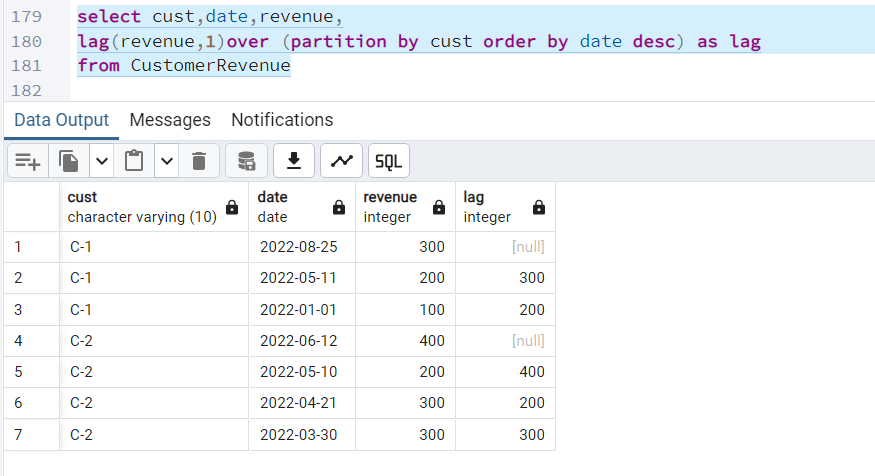 179 select cust,date,revenue,
180 lag(revenue,1)over (partition by cust order by date desc) as lag
181 from CustomerRevenue
182
Data Output Messages Notifications
SQL
cust date revenue lag
character varying (10) date integer integer
1 C-1 2022-08-25 300 [null]
2 C-1 2022-05-11 200 300
3 C-1 2022-01-01 100 200
4 C-2 2022-06-12 400 [null]
5 C-2 2022-05-10 200 400
6 C-2 2022-04-21 300 200
7 C-2 2022-03-30 300 300